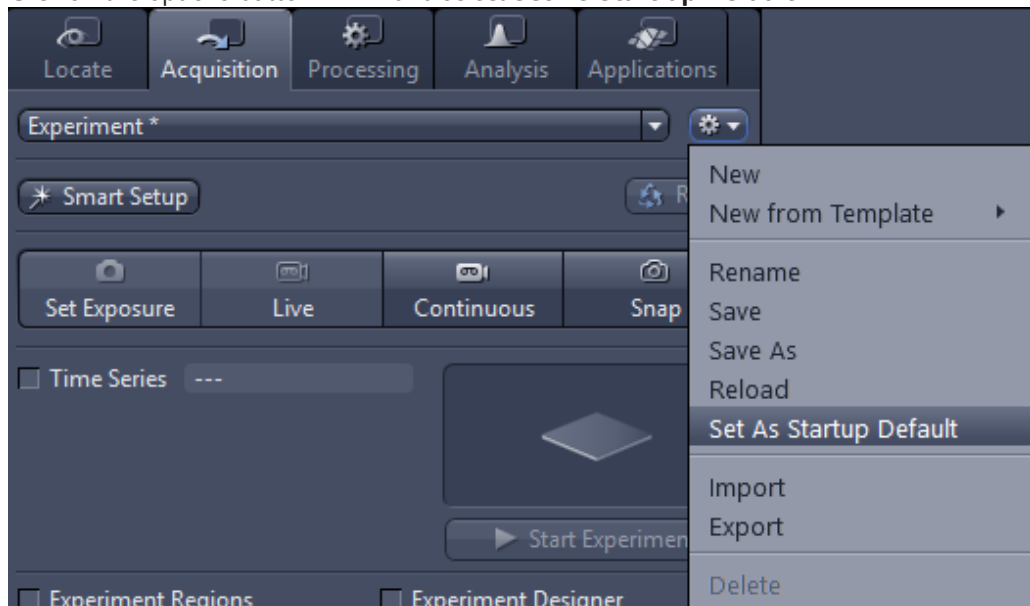 Locate Acquisition Processing Analysis Applications
Experiment *
New
Smart Setup
R
New from Template
Rename
Set Exposure Live Continuous Snap
Save
Save As
Time Series ---
Reload
Set As Startup Default
Import
Start Experimen
Export
Delete
Experiment Regions Experiment Designer